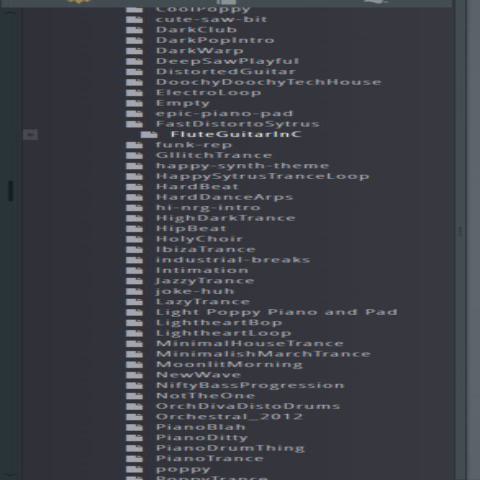 CoolPoppy
cute-saw-bit
DarkClub
DarkPopIntro
DarkWarp
DeepSawPlayful
DistortedGuitar
DoochyDoochyTechHouse
ElectroLoop
Empty
epic-piano-pad
FastDistortoSytrus
FluteGuitarInC
funk-rep
GllitchTrance
happy-synth-theme
HappySytrusTranceLoop
HardBeat
HardDanceArps
hi-nrg-intro
HighDarkTrance
HipBeat
HolyChoir
IbizaTrance
industrial-breaks
Intimation
JazzyTrance
joke-huh
LazyTrance
Light Poppy Piano and Pad
LightheartBop
LightheartLoop
MinimalHouseTrance
MinimalishMarchTrance
MoonlitMorning
NewWave
NiftyBassProgression
NotTheOne
OrchDivaDistoDrums
Orchestral_2012
PianoBlah
PianoDitty
PianoDrumThing
PianoTrance
poppy
PoppyTrance